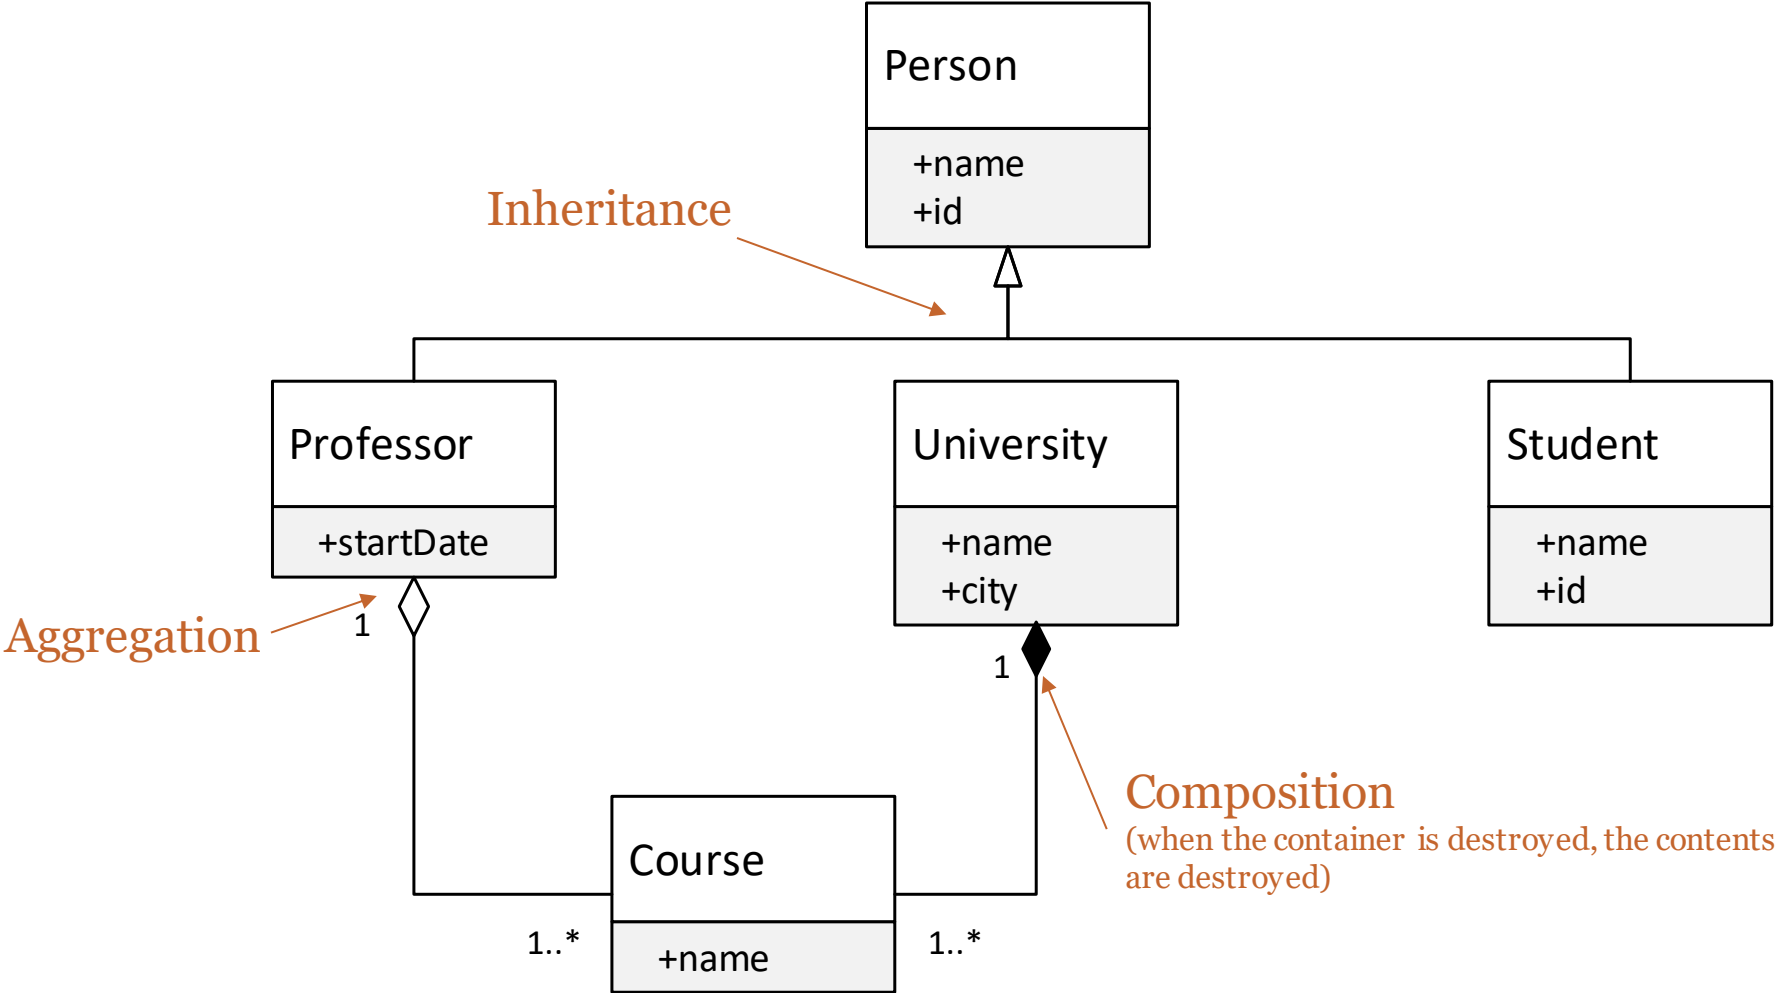 Person
+name
+id
Inheritance
Professor
+startDate
University
+name
+city
Student
+name
+id
Aggregation
1
1
Composition
(when the container is destroyed, the contents
are destroyed)
Course
+name
1..*
1..*